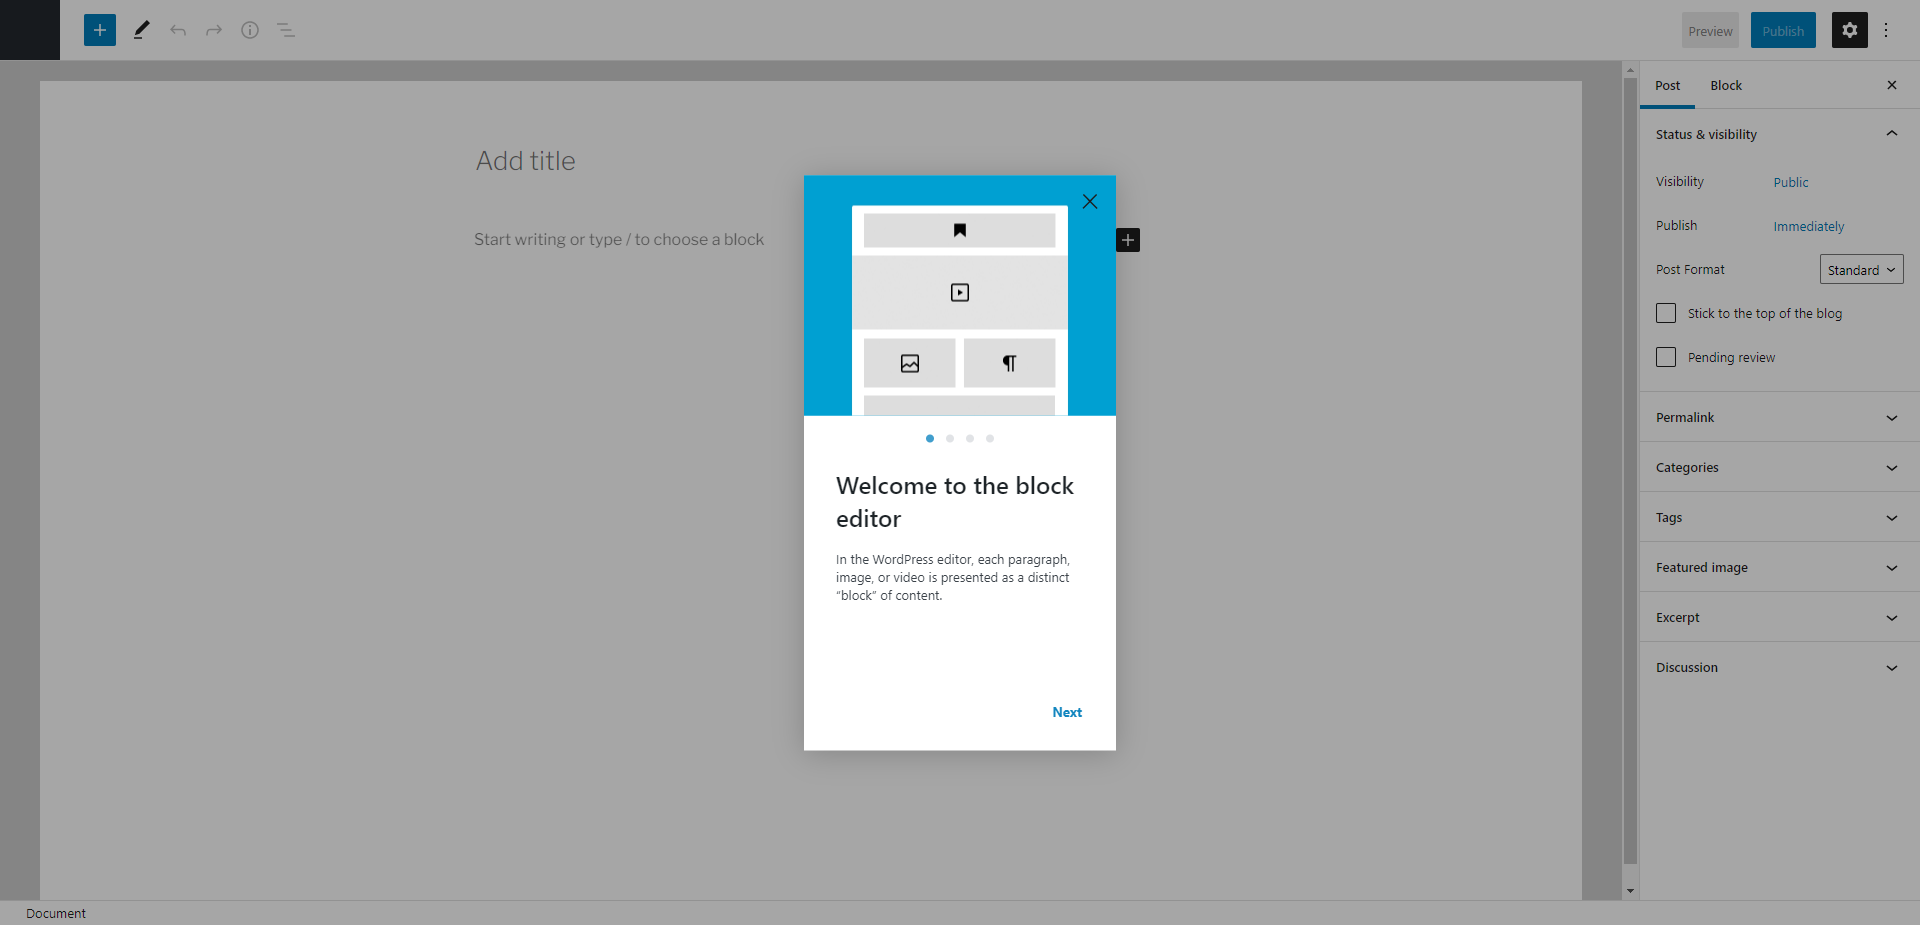 Preview
Publish
Post
Block
Add title
Start writing or type / to choose a block
Status & visibility
Visibility
Public
Publish
Immediately
Post Format
Standard
Stick to the top of the blog
Pending review
Permalink
Categories
Tags
Featured image
Excerpt
Discussion
Welcome to the block
editor
In the WordPress editor, each paragraph,
image, or video is presented as a distinct
“block” of content.
Next
Document